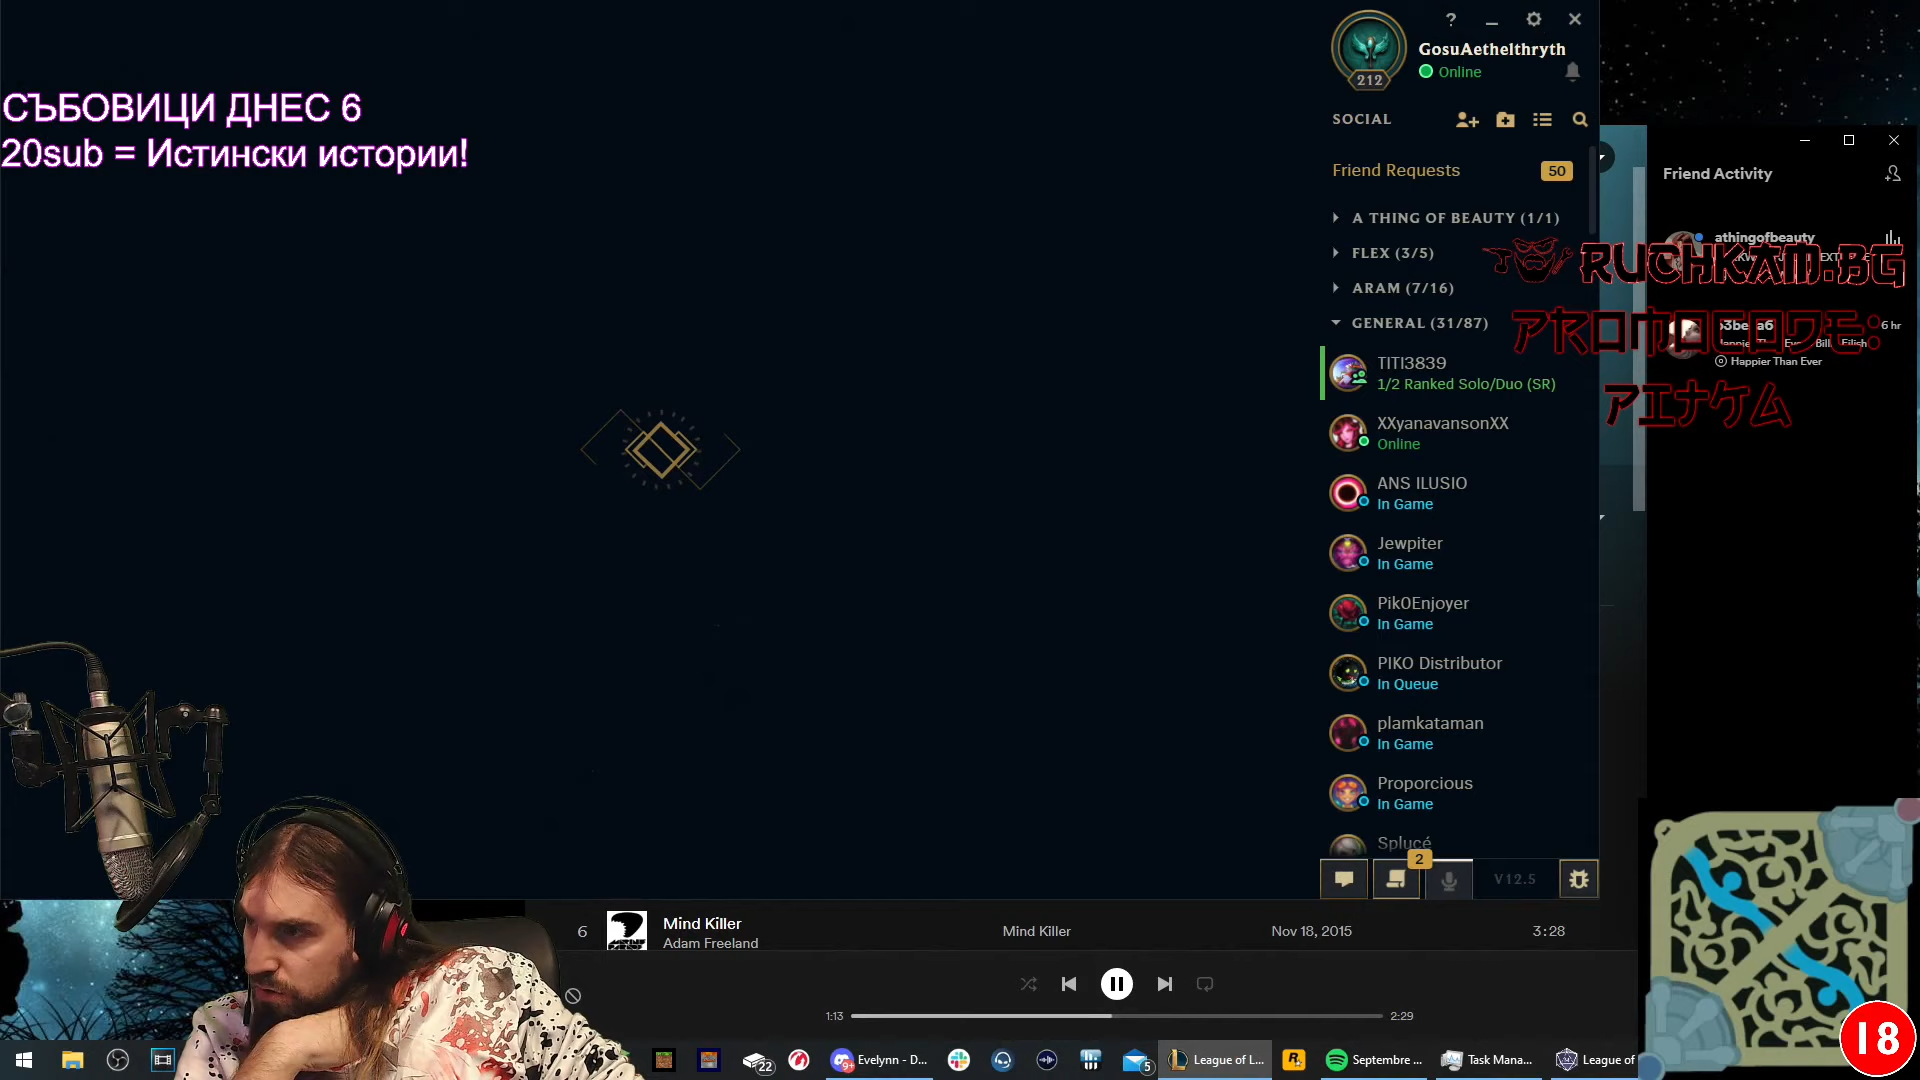 СЪБОВИЦИ ДНЕС 6
20sub = Истински истории!
?
GosuAethelthryth
212
Online
SOCIAL
Friend Requests
50
A THING OF BEAUTY (1/1)
FLEX (3/5)
ARAM (7/16)
GENERAL (31/87)
TITI3839
1/2 Ranked Solo/Duo (SR)
XXyanavansonXX
Online
ANS ILUSIO
In Game
Jewpiter
In Game
Pik0Enjoyer
In Game
PIKO Distributor
In Queue
plamkataman
In Game
Proporcious
In Game
Splucé
2
V12.5
Friend Activity
athingofbeauty
RUCHKAM.BG
PROMOCODE:
6 hr
Happier Than Ever
6
Mind Killer
Adam Freeland
Mind Killer
Nov 18, 2015
3:28
1:13
2:29
18
22
Evelynn - D...
5
League of L...
Septembre ...
Task Mana...
League of